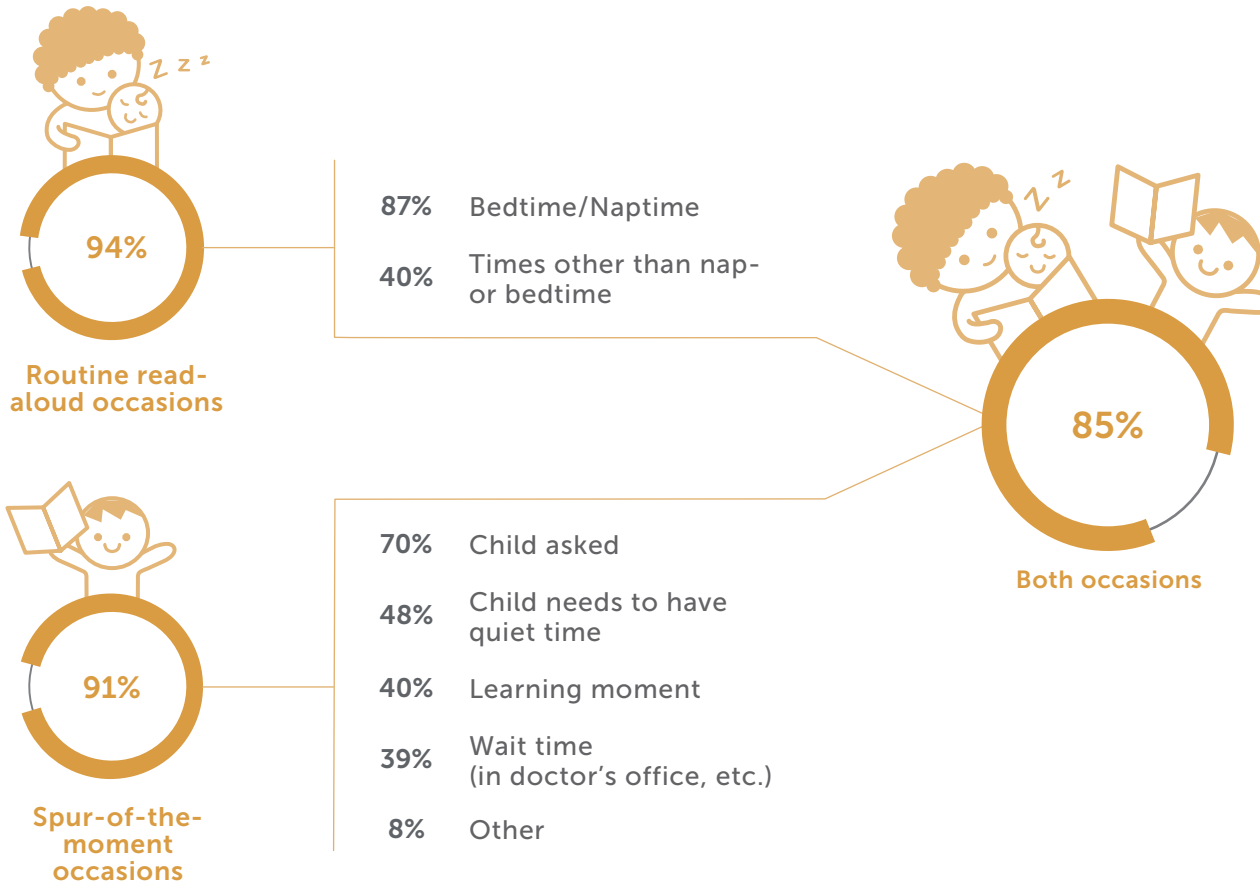 Z z z
94%
Routine read-
aloud occasions
87% Bedtime/Naptime
40% Times other than nap-
or bedtime
91%
Spur-of-the-
moment
occasions
70% Child asked
48% Child needs to have
quiet time
40% Learning moment
39% Wait time
(in doctor’s office, etc.)
8% Other
Z z
85%
Both occasions